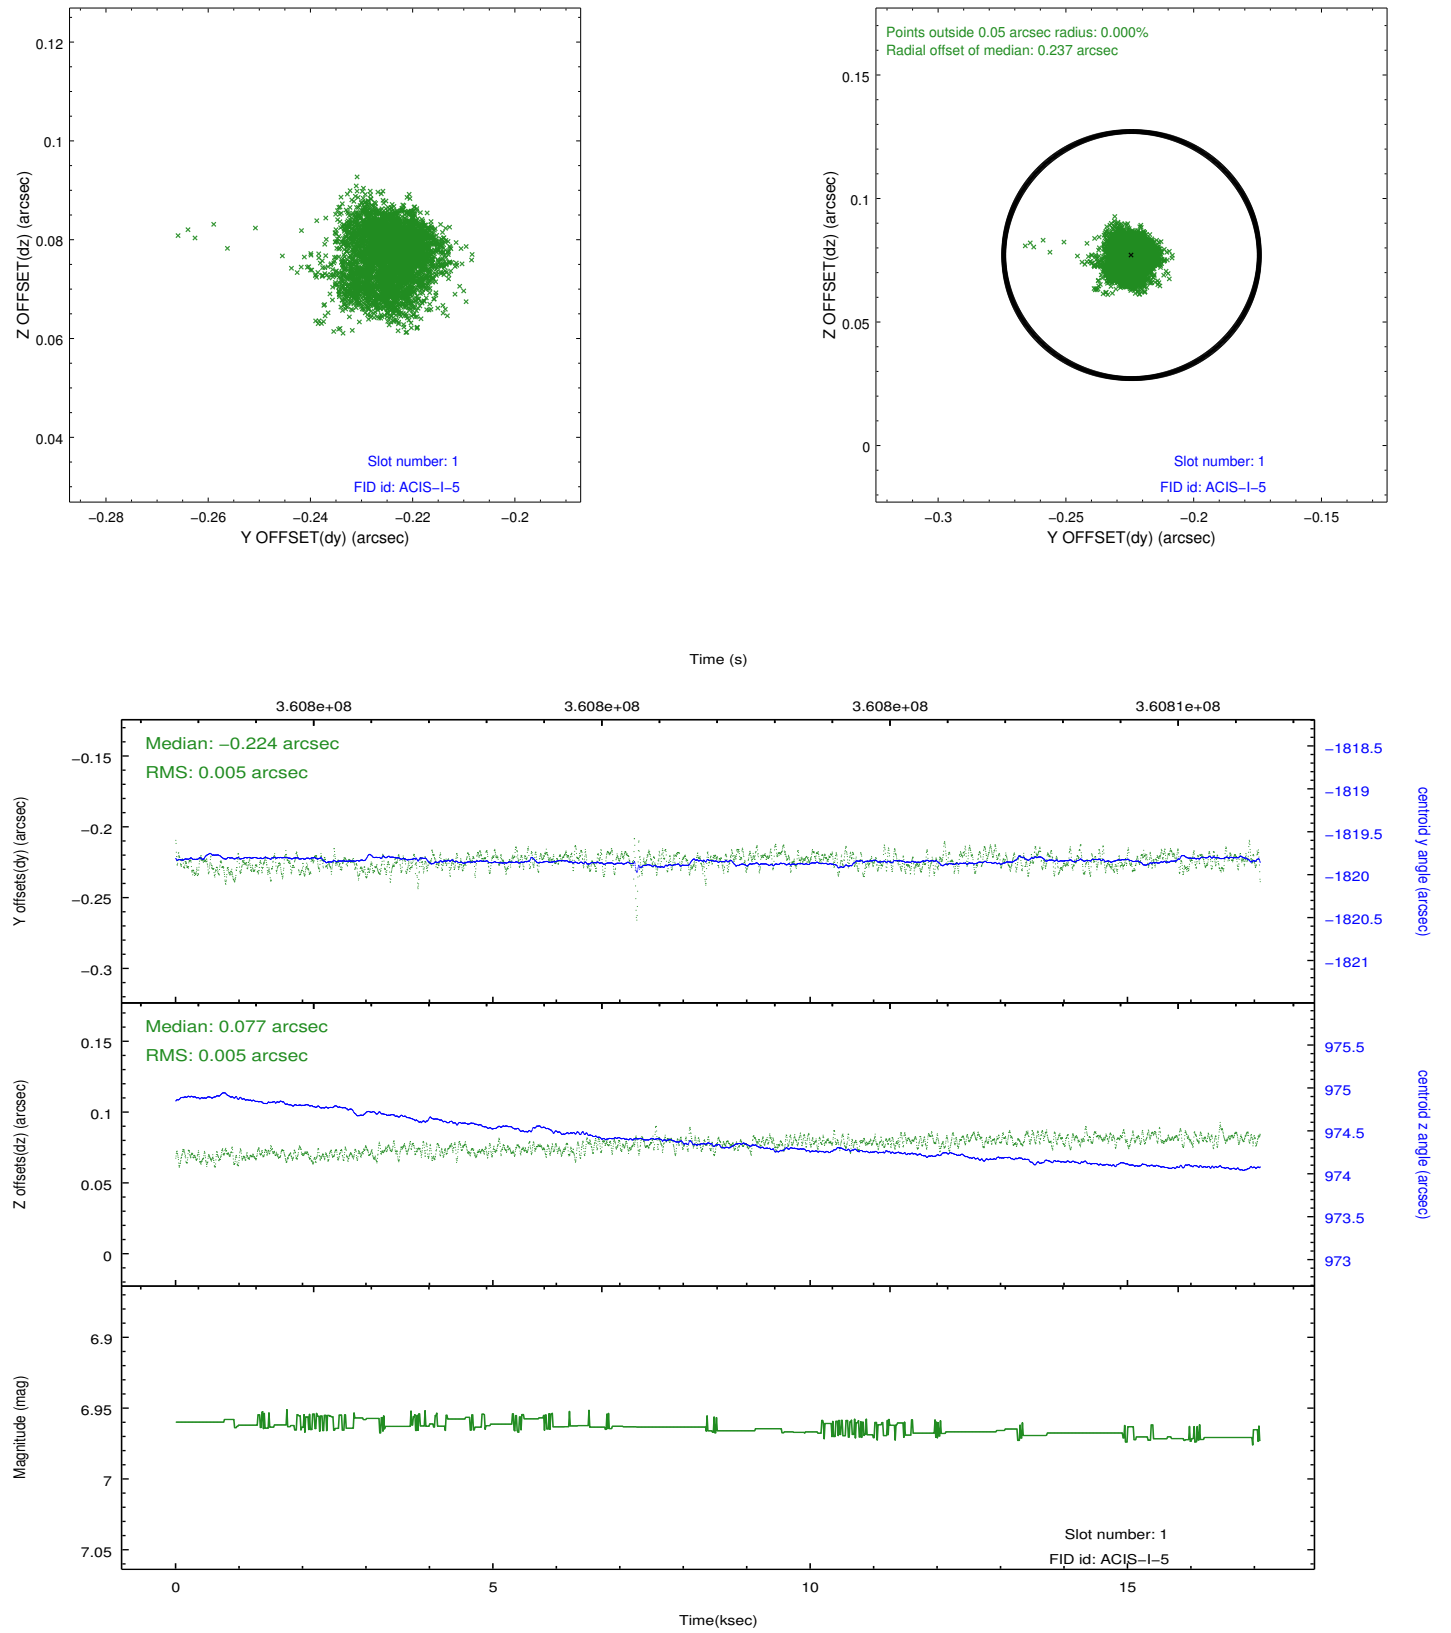 0.12
0.1
0.08
0.06
0.04
Z OFFSET(dz) (arcsec)
Slot number: 1
FID id: ACIS−I−5
−0.28
−0.26
−0.24
−0.22
−0.2
Y OFFSET(dy) (arcsec)
Points outside 0.05 arcsec radius: 0.000%
Radial offset of median: 0.237 arcsec
0.15
0.1
0.05
0
Z OFFSET(dz) (arcsec)
Slot number: 1
FID id: ACIS−I−5
−0.3
−0.25
−0.2
−0.15
Y OFFSET(dy) (arcsec)
Time (s)
3.608e+08
3.608e+08
3.608e+08
3.6081e+08
Median: −0.224 arcsec
RMS: 0.005 arcsec
−0.15
−0.2
−0.25
−0.3
Y offsets(dy) (arcsec)
−1818.5
−1819
−1819.5
−1820
−1820.5
−1821
centroid y angle (arcsec)
Median: 0.077 arcsec
RMS: 0.005 arcsec
0.15
0.1
0.05
0
Z offsets(dz) (arcsec)
975.5
975
974.5
974
973.5
973
centroid z angle (arcsec)
6.9
6.95
7
7.05
Magnitude (mag)
Slot number: 1
FID id: ACIS−I−5
0
5
10
15
Time(ksec)